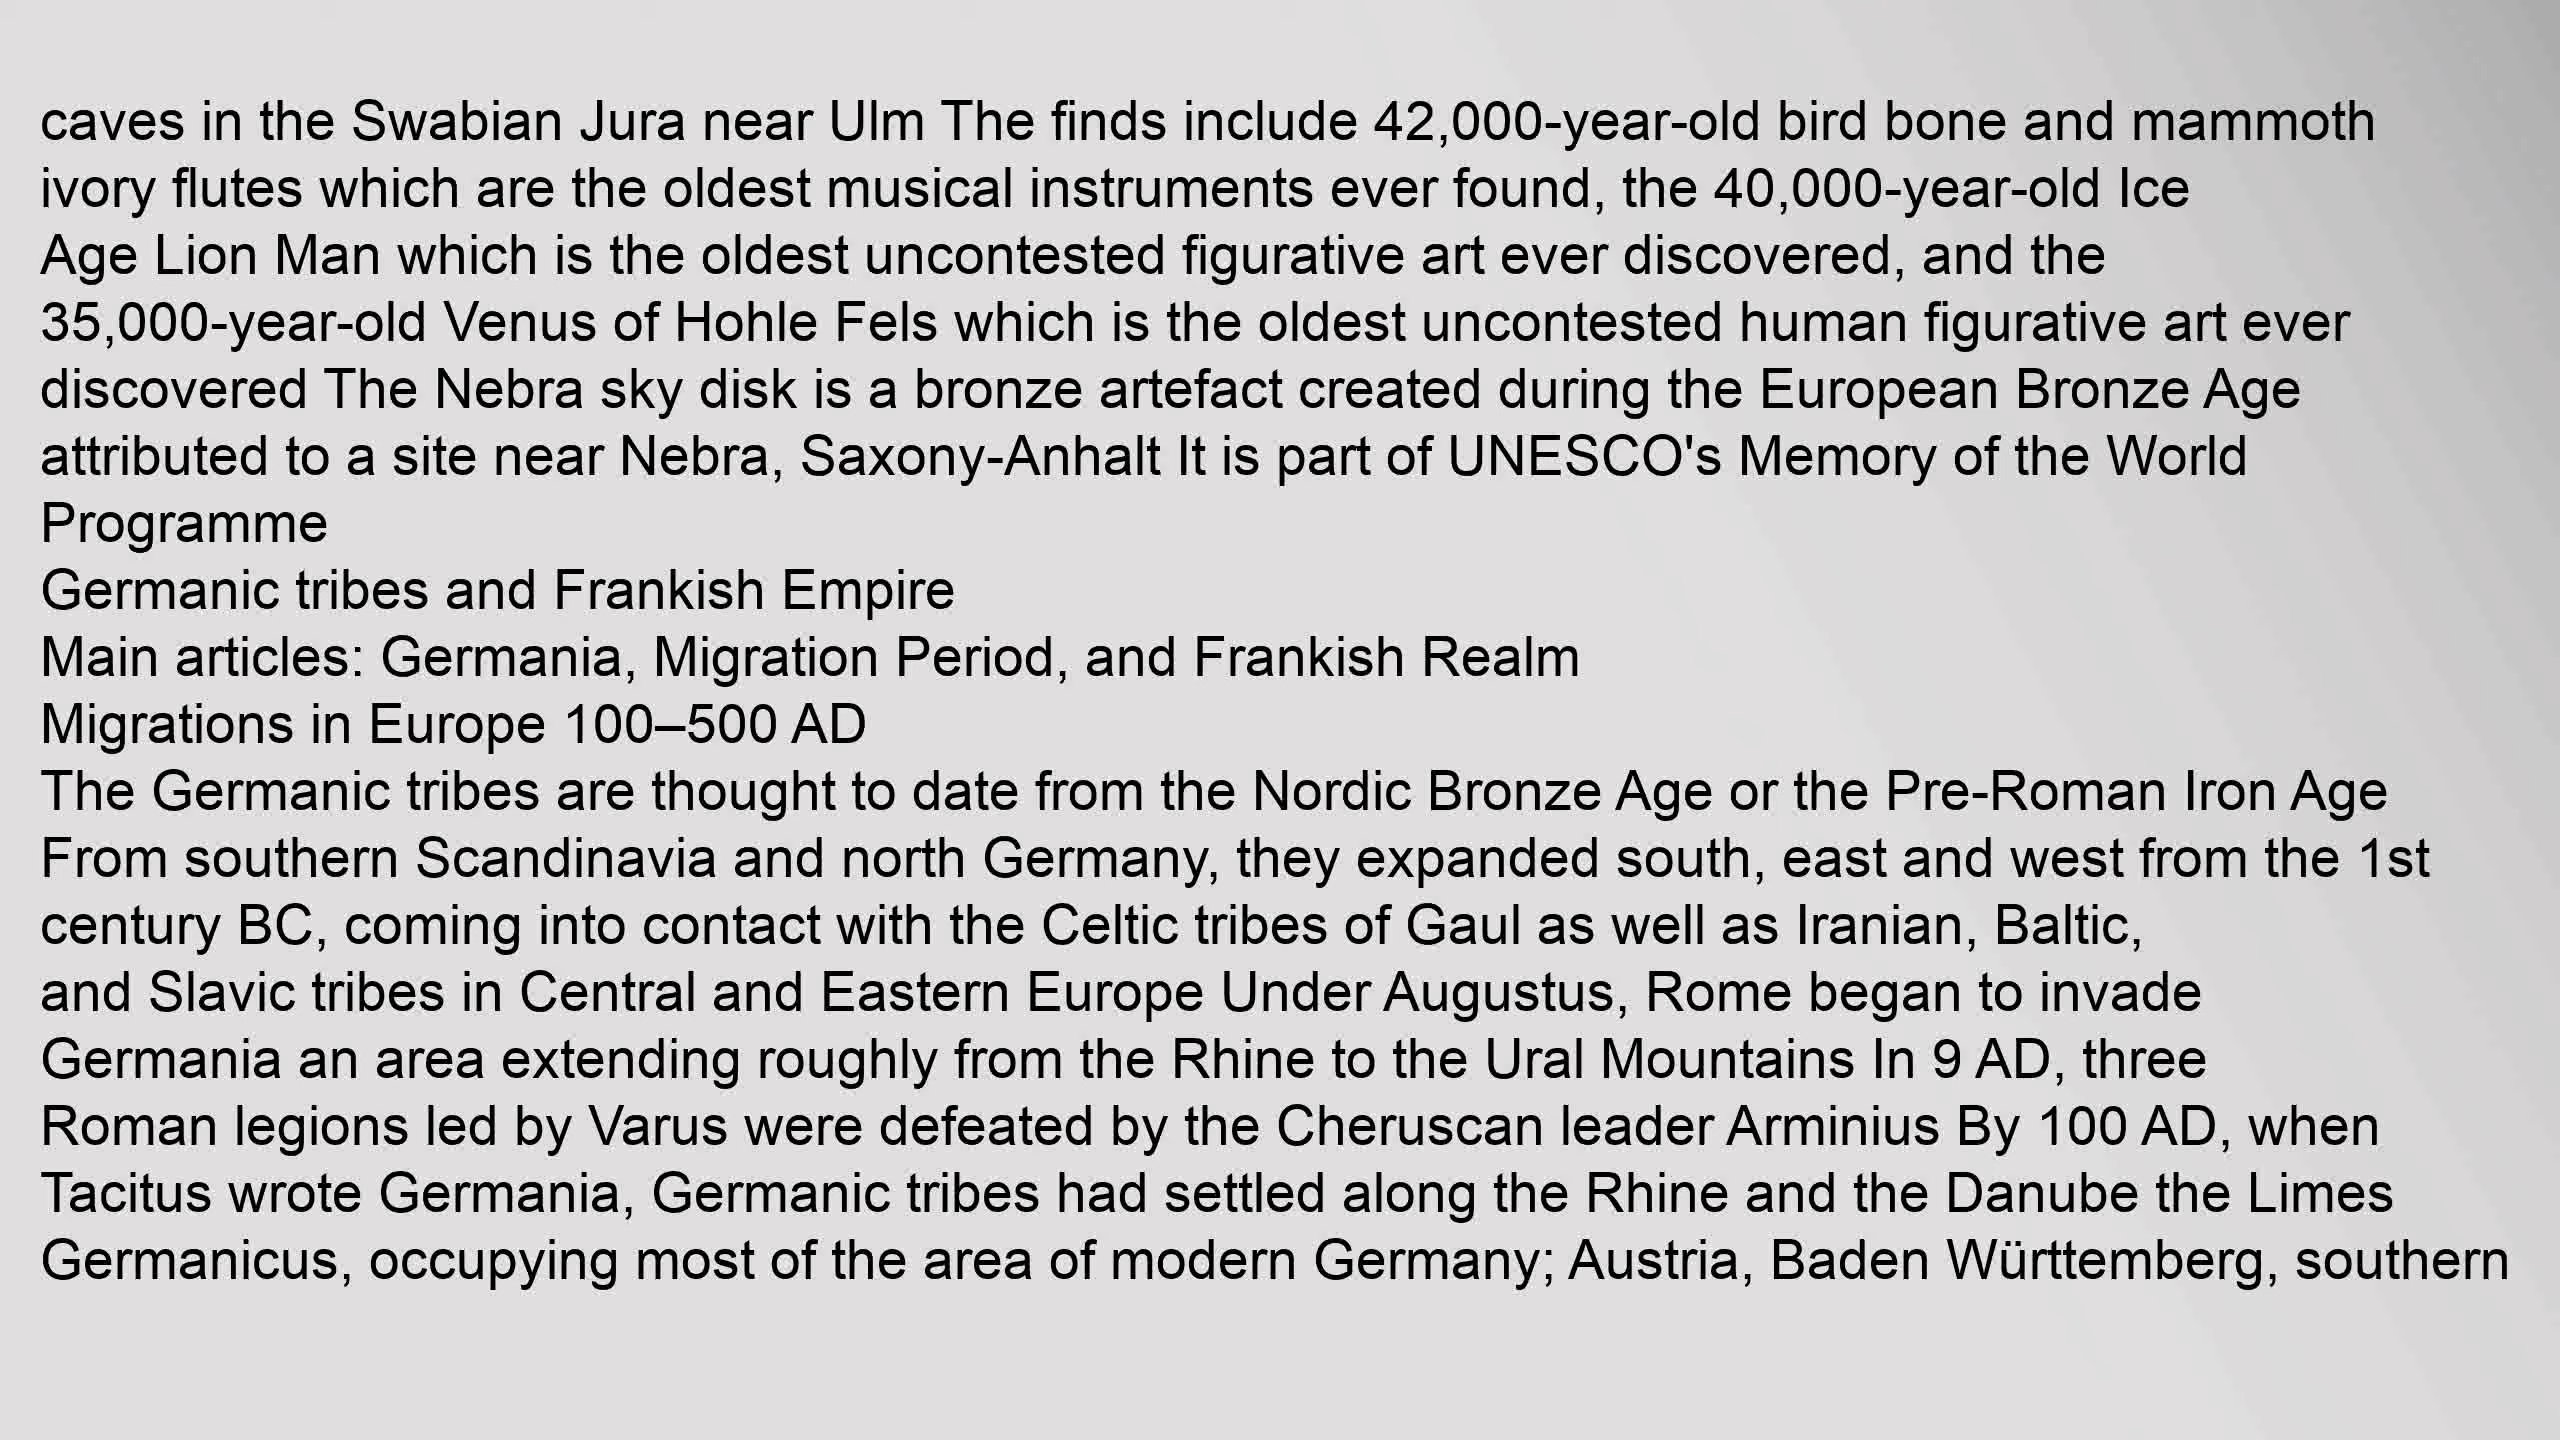 caves in the Swabian Jura near Ulm The finds include 42,000-year-old bird bone and mammoth
ivory flutes which are the oldest musical instruments ever found, the 40,000-year-old Ice
Age Lion Man which is the oldest uncontested figurative art ever discovered, and the
35,000-year-old Venus of Hohle Fels which is the oldest uncontested human figurative art ever
discovered The Nebra sky disk is a bronze artefact created during the European Bronze Age
attributed to a site near Nebra, Saxony-Anhalt It is part of UNESCO's Memory of the World
Programme
Germanic tribes and Frankish Empire
Main articles: Germania, Migration Period, and Frankish Realm
Migrations in Europe 100–500 AD
The Germanic tribes are thought to date from the Nordic Bronze Age or the Pre-Roman Iron Age
From southern Scandinavia and north Germany, they expanded south, east and west from the 1st
century BC, coming into contact with the Celtic tribes of Gaul as well as Iranian, Baltic,
and Slavic tribes in Central and Eastern Europe Under Augustus, Rome began to invade
Germania an area extending roughly from the Rhine to the Ural Mountains In 9 AD, three
Roman legions led by Varus were defeated by the Cheruscan leader Arminius By 100 AD, when
Tacitus wrote Germania, Germanic tribes had settled along the Rhine and the Danube the Limes
Germanicus, occupying most of the area of modern Germany; Austria, Baden Württemberg, southern